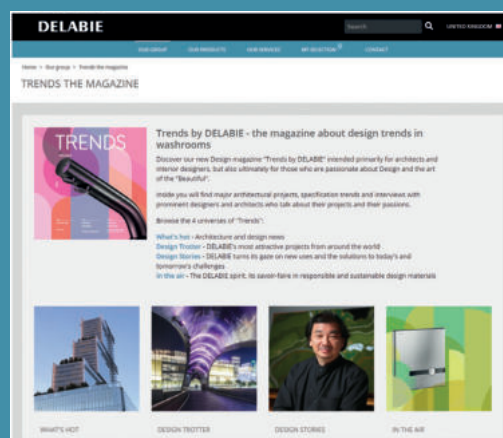 DELABIE
Search
UNITED KINGDOM
OUR GROUP OUR PRODUCTS OUR SERVICES MY SELECTION CONTACT
Home > Our group > Trends the magazine
TRENDS THE MAGAZINE
TRENDS
Trends by DELABIE - the magazine about design trends in
washrooms
Discover our new Design magazine "Trends by DELABIE" intended primarily for architects and
interior designers, but also ultimately for those who are passionate about Design and the art
of the "Beautiful".
Inside you will find major architectural projects, specification trends and interviews with
prominent designers and architects who talk about their projects and their passions.
Browse the 4 universes of "Trends":
What's hot - Architecture and design news
Design Trotter - DELABIE's most attractive projects from around the world
Design Stories - DELABIE turns its gaze on new uses and the solutions to today's and
tomorrow's challenges
In the air - The DELABIE spirit, its savoir-faire in responsible and sustainable design materials
WHAT'S HOT DESIGN TROTTER DESIGN STORIES IN THE AIR